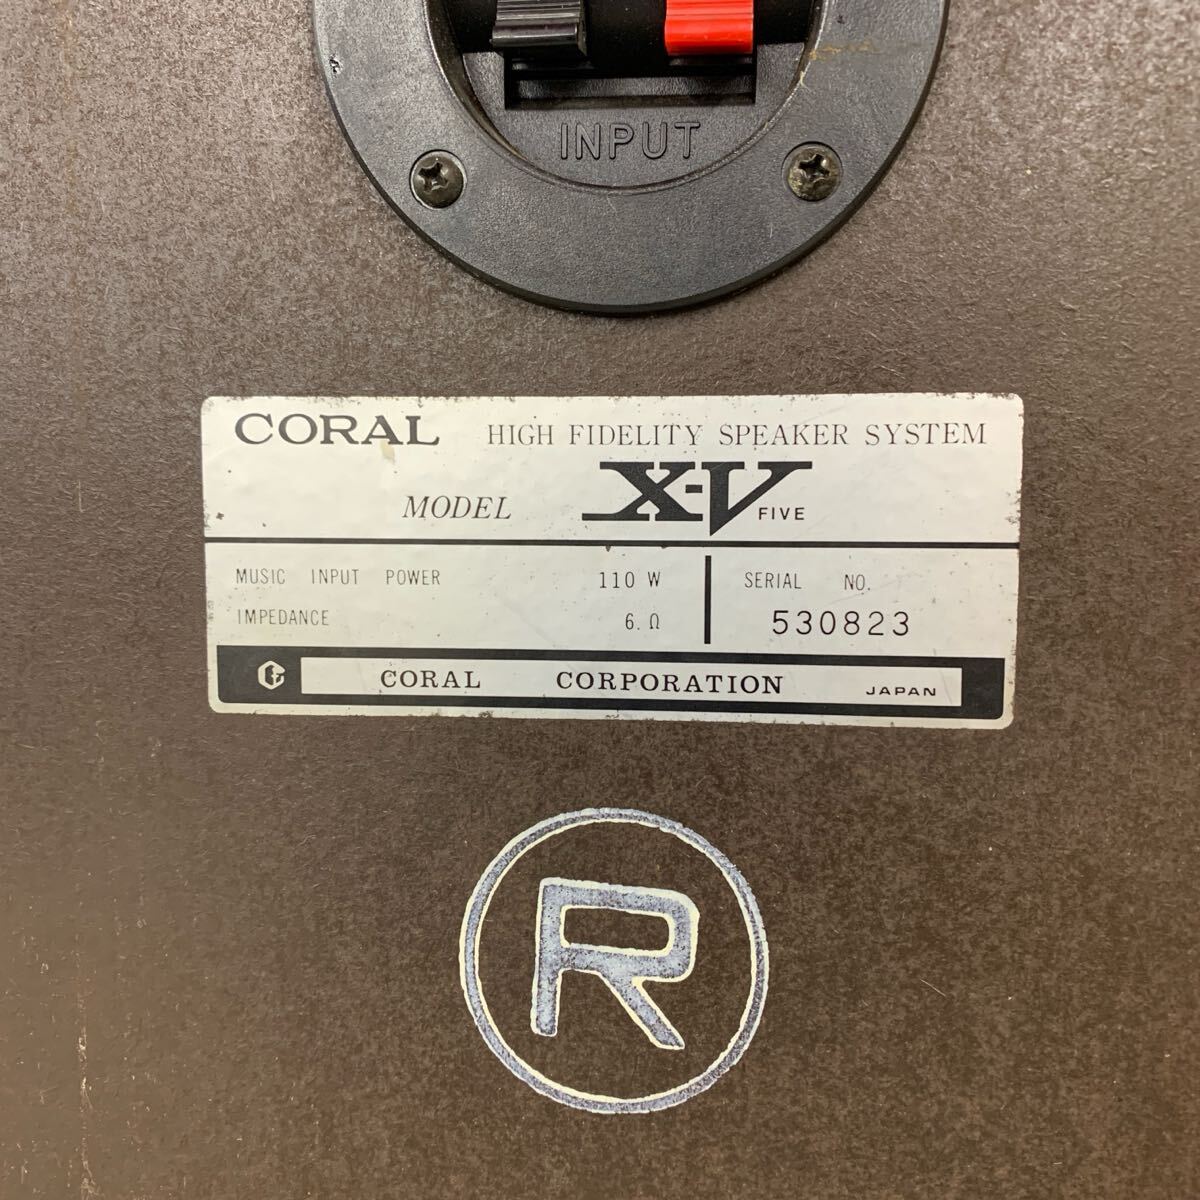 INPUT
CORAL HIGH FIDELITY SPEAKER SYSTEM
MODEL X-V FIVE
MUSIC INPUT POWER 110 W
IMPEDANCE 6.Ω
SERIAL NO.
530823
CORAL CORPORATION JAPAN
R